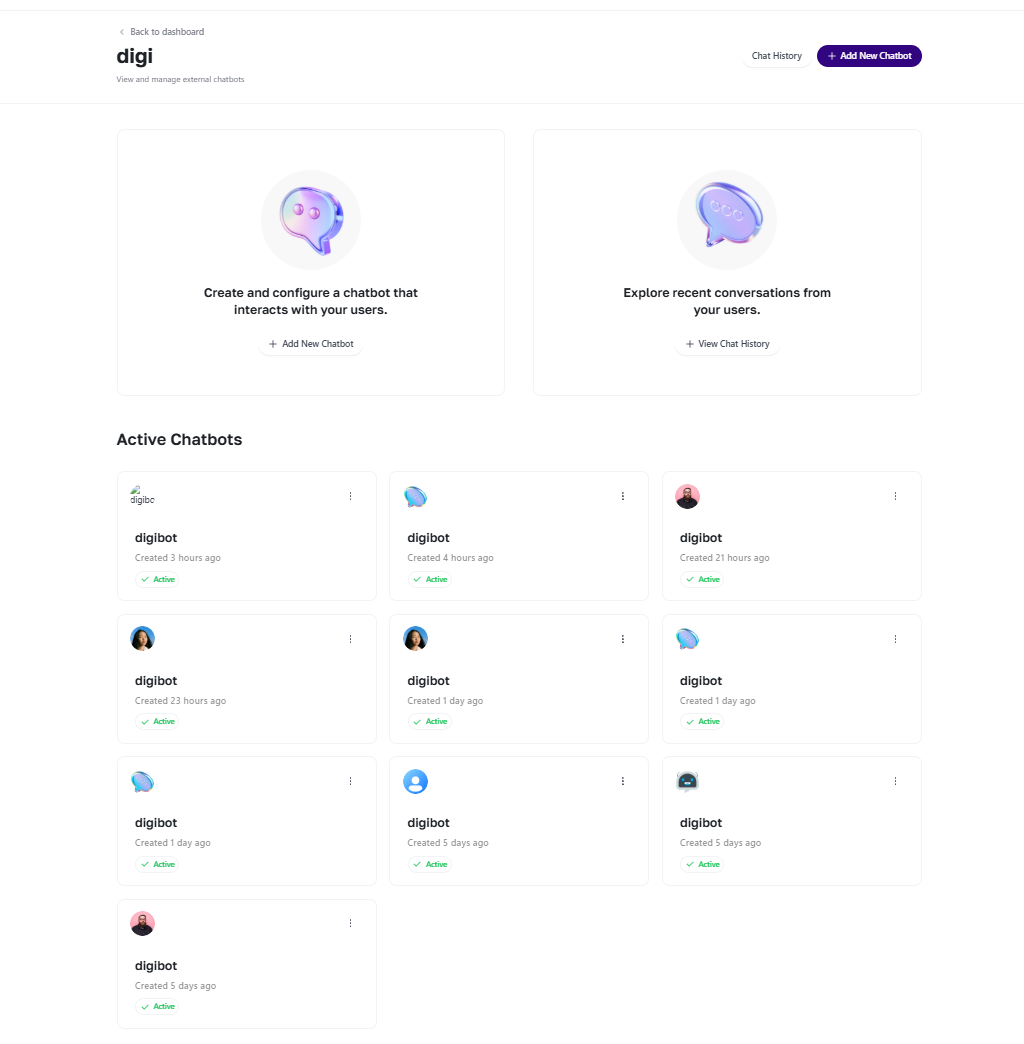 Back to dashboard
digi
View and manage external chatbots
Chat History
Add New Chatbot
Create and configure a chatbot that
interacts with your users.
Add New Chatbot
Explore recent conversations from
your users.
View Chat History
Active Chatbots
digibo
digibot
Created 3 hours ago
Active
digibot
Created 4 hours ago
Active
digibot
Created 21 hours ago
Active
digibot
Created 23 hours ago
Active
digibot
Created 1 day ago
Active
digibot
Created 1 day ago
Active
digibot
Created 1 day ago
Active
digibot
Created 5 days ago
Active
digibot
Created 5 days ago
Active
digibot
Created 5 days ago
Active